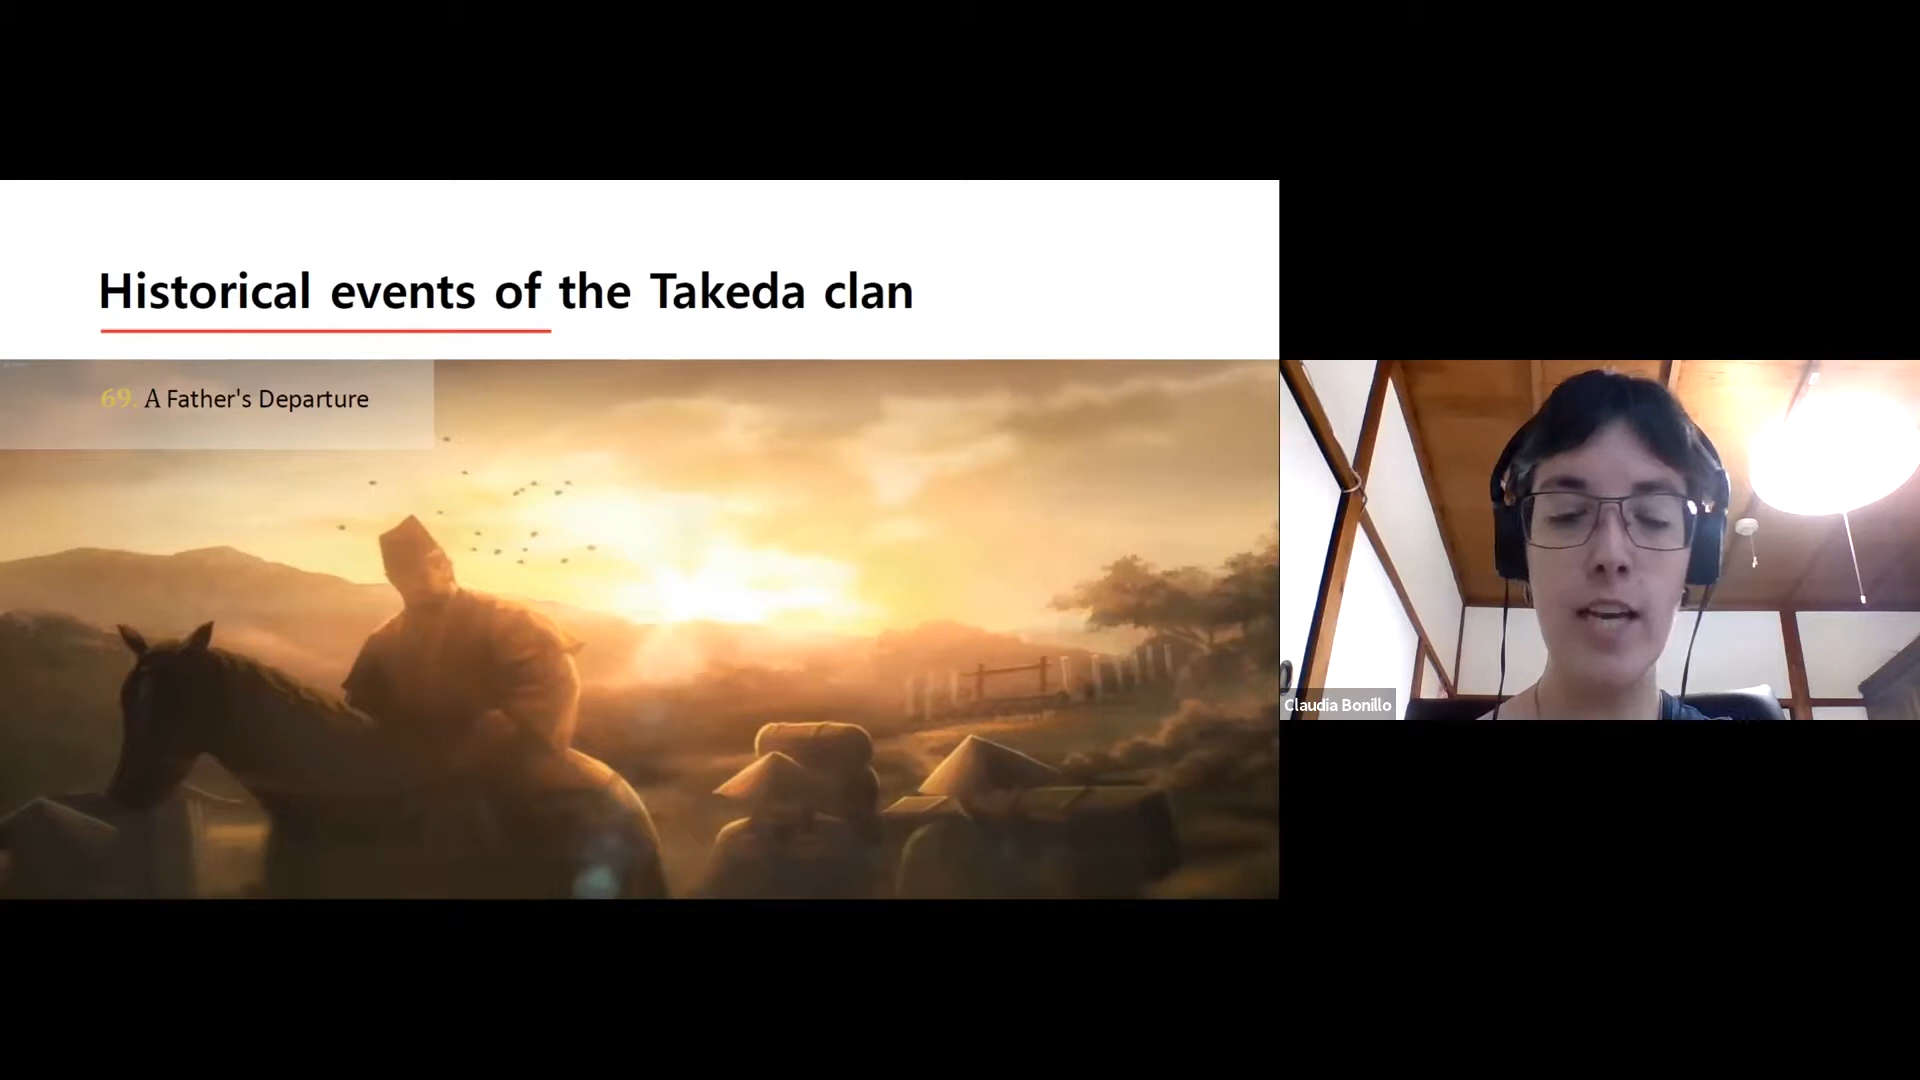 Historical events of the Takeda clan
69. A Father's Departure
Claudia Bonillo